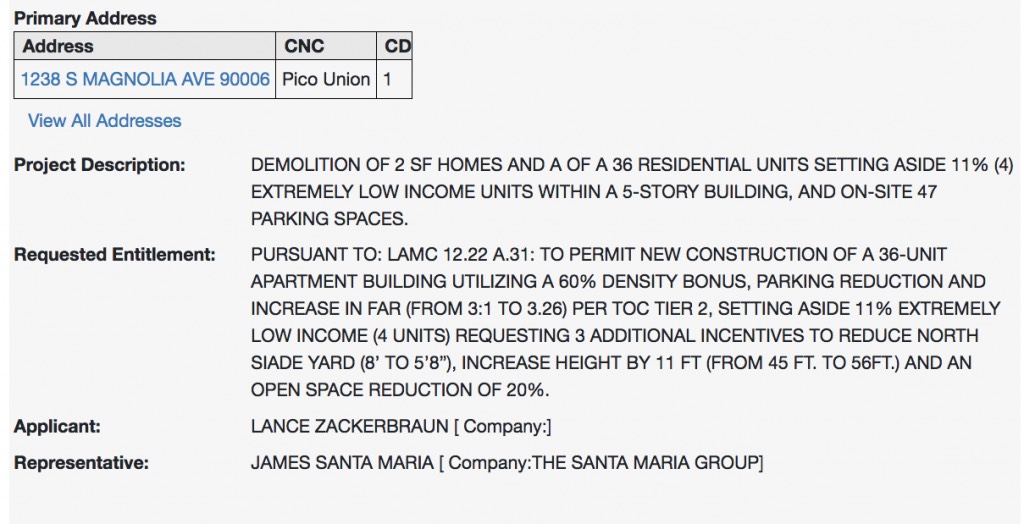 Primary Address
Address CNC CD
1238 S MAGNOLIA AVE 90006 Pico Union 1
View All Addresses
Project Description: DEMOLITION OF 2 SF HOMES AND A OF A 36 RESIDENTIAL UNITS SETTING ASIDE 11% (4)
EXTREMELY LOW INCOME UNITS WITHIN A 5-STORY BUILDING, AND ON-SITE 47
PARKING SPACES.
Requested Entitlement: PURSUANT TO: LAMC 12.22 A.31: TO PERMIT NEW CONSTRUCTION OF A 36-UNIT
APARTMENT BUILDING UTILIZING A 60% DENSITY BONUS, PARKING REDUCTION AND
INCREASE IN FAR (FROM 3:1 TO 3.26) PER TOC TIER 2, SETTING ASIDE 11% EXTREMELY
LOW INCOME (4 UNITS) REQUESTING 3 ADDITIONAL INCENTIVES TO REDUCE NORTH
SIADE YARD (8’ TO 5’8”), INCREASE HEIGHT BY 11 FT (FROM 45 FT. TO 56FT.) AND AN
OPEN SPACE REDUCTION OF 20%.
Applicant: LANCE ZACKERBRAUN [ Company:]
Representative: JAMES SANTA MARIA [ Company:THE SANTA MARIA GROUP]